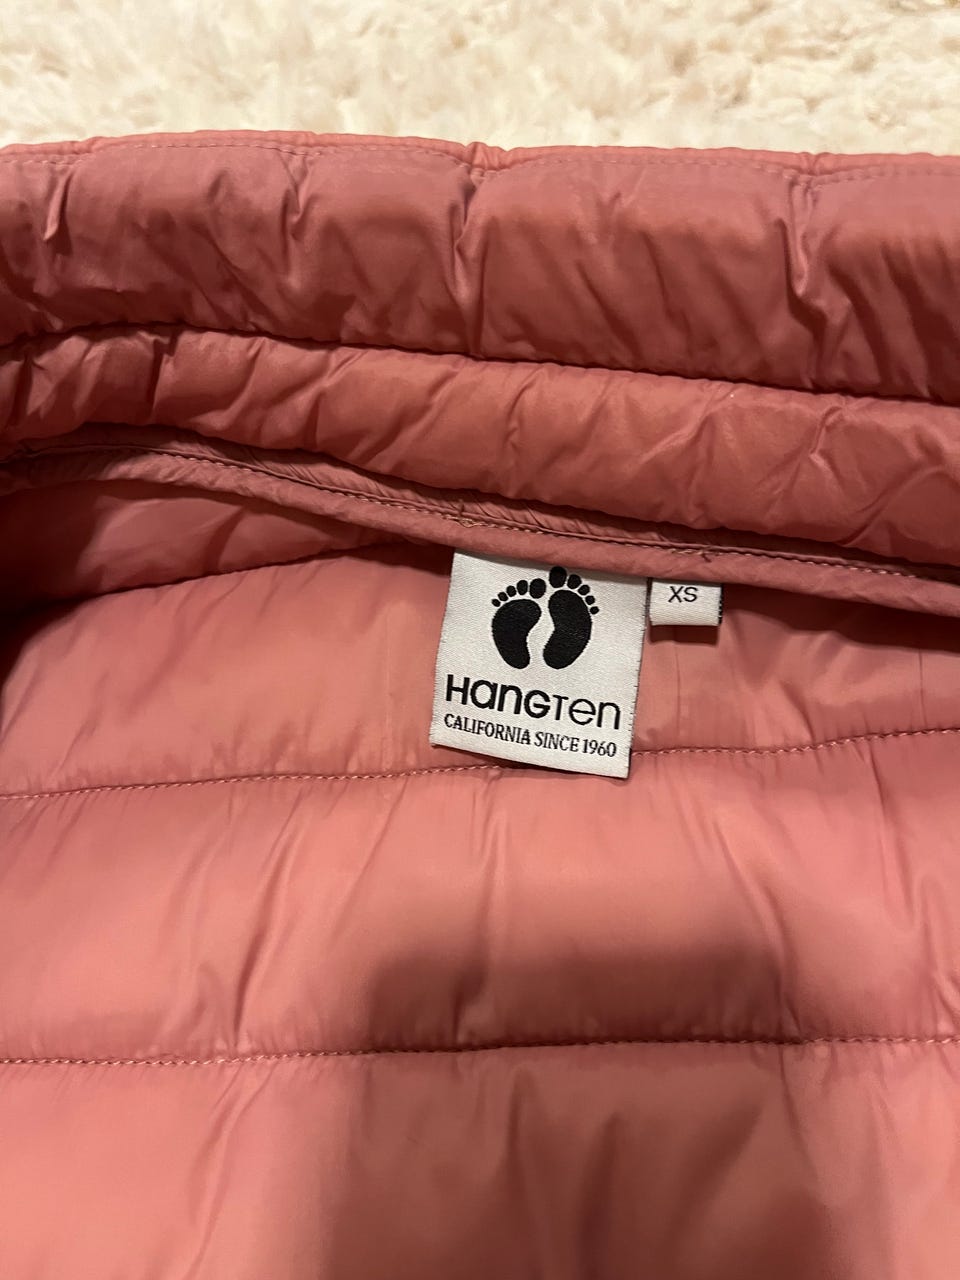 HANGTEN
CALIFORNIA SINCE 1960
XS